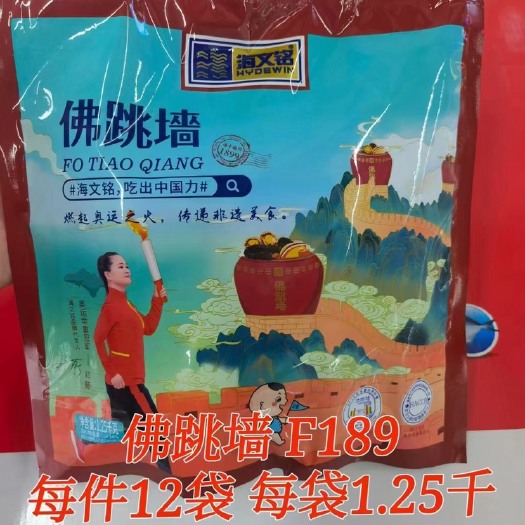 海文铭
HYDEWIN
佛跳墙
FO TIAO QIANG
1899
#海文铭，吃出中国力#
燃起奥运之火，传递非遗美食。
佛跳墙
佛跳墙 F189
每件12袋 每袋1.25千